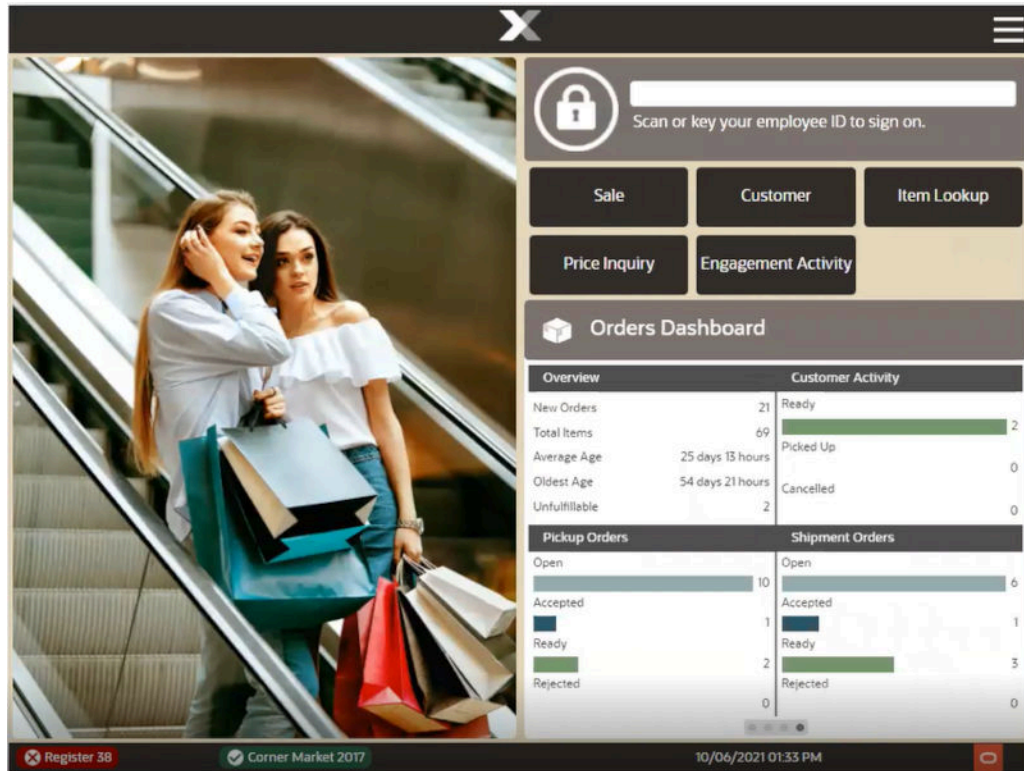 Scan or key your employee ID to sign on.
Sale
Customer
Item Lookup
Price Inquiry
Engagement Activity
Orders Dashboard
Overview
New Orders 21
Total Items 69
Average Age 25 days 13 hours
Oldest Age 54 days 21 hours
Unfulfillable 2
Customer Activity
Ready
2
Picked Up
0
Cancelled
0
Pickup Orders
Open
10
Accepted
1
Ready
2
Rejected
0
Shipment Orders
Open
6
Accepted
1
Ready
3
Rejected
0
Register 38
Corner Market 2017
10/06/2021 01:33 PM